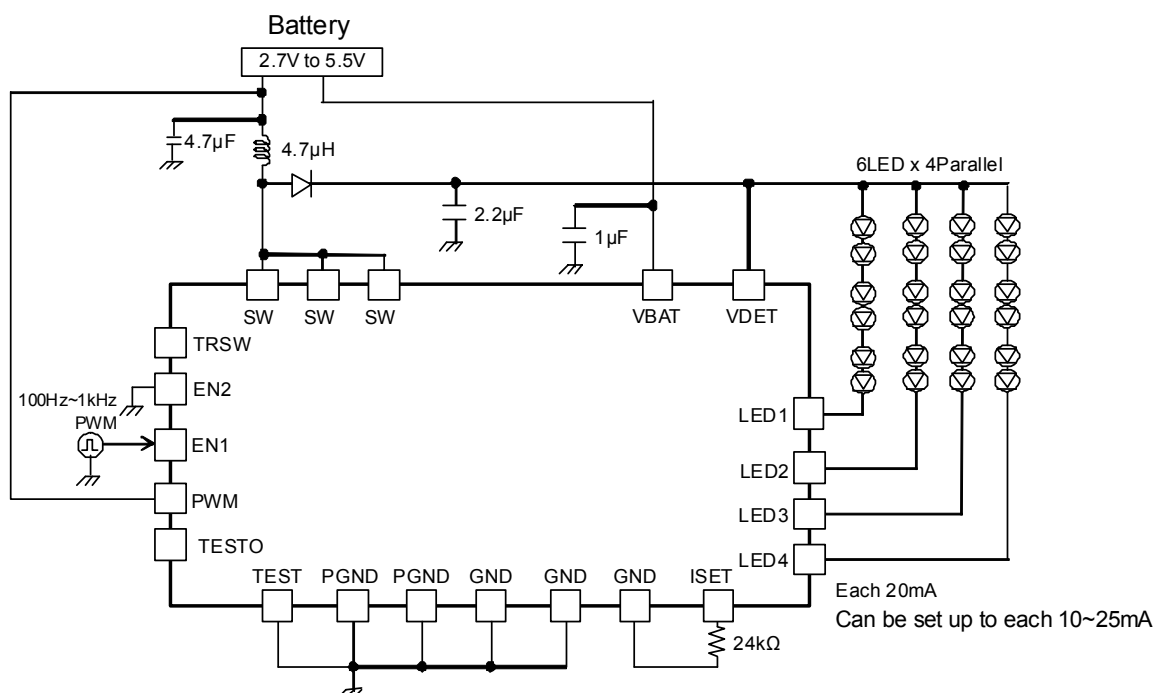 Battery
2.7V to 5.5V
4.7µF
4.7µH
6LED x 4Parallel
2.2µF
1µF
SW
SW
SW
VBAT
VDET
TRSW
EN2
100Hz~1kHz
PWM
EN1
PWM
TESTO
LED1
LED2
LED3
LED4
TEST
PGND
PGND
GND
GND
GND
ISET
24kΩ
Each 20mA
Can be set up to each 10~25mA